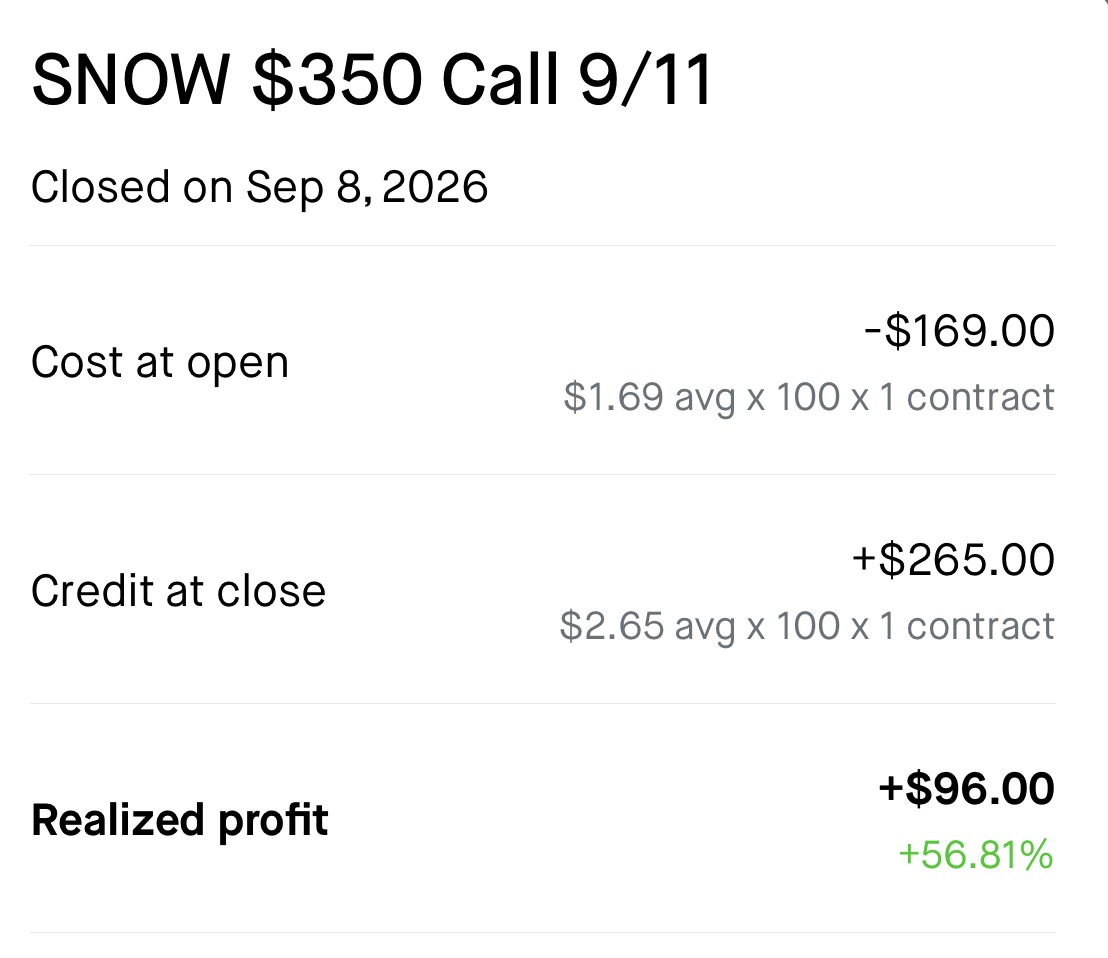 SNOW $350 Call 9/11
Closed on Sep 8, 2026
Cost at open
-$169.00
$1.69 avg x 100 x 1 contract
Credit at close
+$265.00
$2.65 avg x 100 x 1 contract
Realized profit
+$96.00
+56.81%